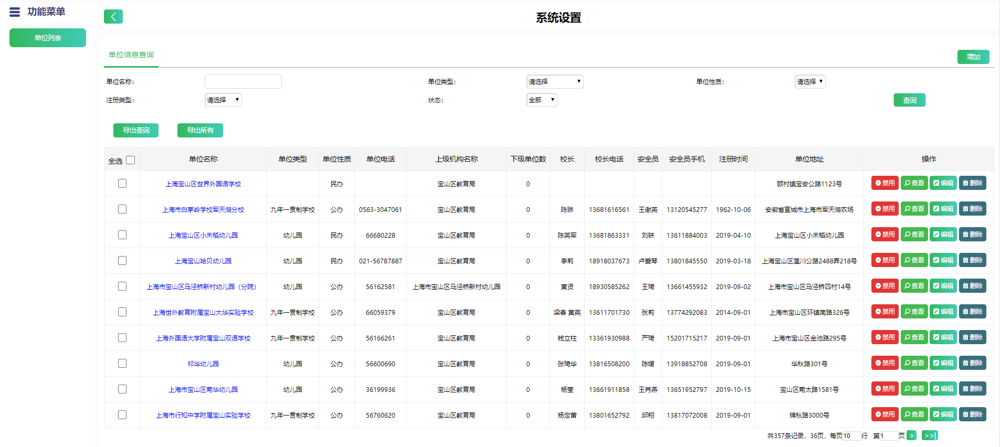 功能菜单
单位列表
系统设置
单位信息查询
增加
单位名称: 单位类型: 请选择 单位性质: 请选择
注册类型: 请选择 状态: 全部 查询
导出查询 导出所有
全选 单位名称 单位类型 单位性质 单位电话 上级机构名称 下级单位数 校长 校长电话 安全员 安全员手机 注册时间 单位地址 操作
上海宝山区世界外国语学校 民办 宝山区教育局 0 顾村镇宝安公路1123号 禁用 查看 编辑 删除
上海市白茅岭学校军天湖分校 九年一贯制学校 公办 0563-3047061 宝山区教育局 0 陈琳 13681616561 王谢英 13120545277 1962-10-06 安徽省宣城市上海市军天湖农场 禁用 查看 编辑 删除
上海宝山区小禾稻幼儿园 幼儿园 民办 66680228 宝山区教育局 0 陈英军 13681863331 刘轶 13611884003 2019-04-10 上海宝山区小禾稻幼儿园 禁用 查看 编辑 删除
上海宝山哈贝幼儿园 幼儿园 民办 021-56787887 宝山区教育局 0 李莉 18918037673 卢爱琴 13801845550 2019-03-18 上海宝山区蕰川公路2488弄218号 禁用 查看 编辑 删除
上海市宝山区马泾桥新村幼儿园（分院） 幼儿园 公办 56162581 上海市宝山区马泾桥新村幼儿园 0 黄贤 18930585262 王琦 13661455932 2019-09-02 上海市宝山区马泾桥四村14号 禁用 查看 编辑 删除
上海世外教育附属宝山大华实验学校 九年一贯制学校 公办 66059379 宝山区教育局 0 梁春 黄英 13611701730 张莉 13774292083 2014-09-01 上海市宝山区环镇南路326号 禁用 查看 编辑 删除
上海外国语大学附属宝山双语学校 九年一贯制学校 公办 56166261 宝山区教育局 0 钱立柱 13361930988 严琦 15201715217 2019-09-01 上海市宝山区金池路295号 禁用 查看 编辑 删除
祁华幼儿园 幼儿园 公办 56600690 宝山区教育局 0 张琦华 13816508200 陈媛 13918852708 2019-09-01 华秋路301号 禁用 查看 编辑 删除
上海市宝山区菊华幼儿园 幼儿园 公办 36199936 宝山区教育局 0 杨莹 13661911858 王肖燕 13651952797 2019-10-15 宝山区菊太路1581号 禁用 查看 编辑 删除
上海市行知中学附属宝山实验学校 九年一贯制学校 公办 56760620 宝山区教育局 0 杨定苗 13801652792 邱翔 13817072008 2019-09-01 锦秋路3000号 禁用 查看 编辑 删除
共357条记录，36页，每页10行 第1页 > >>|